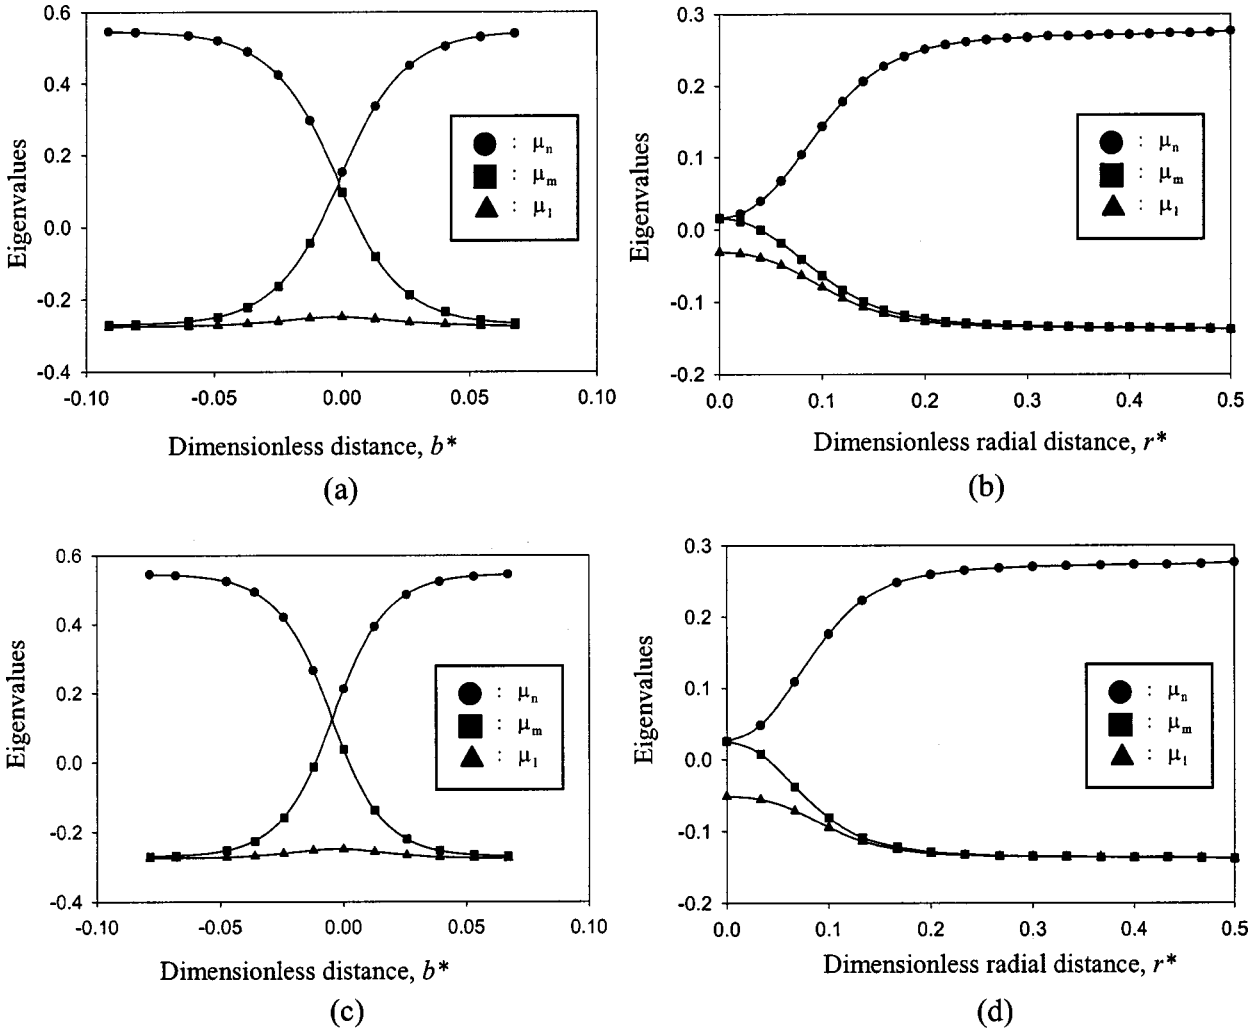 0.6
0.4
0.2
0.0
-0.2
-0.4
Eigenvalues
: μn
: μm
: μ1
-0.10
-0.05
0.00
0.05
0.10
Dimensionless distance, b*
(a)
0.3
0.2
0.1
0.0
-0.1
-0.2
Eigenvalues
: μn
: μm
: μ1
0.0
0.1
0.2
0.3
0.4
0.5
Dimensionless radial distance, r*
(b)
0.6
0.4
0.2
0.0
-0.2
-0.4
Eigenvalues
: μn
: μm
: μ1
-0.10
-0.05
0.00
0.05
0.10
Dimensionless distance, b*
(c)
0.3
0.2
0.1
0.0
-0.1
-0.2
Eigenvalues
: μn
: μm
: μ1
0.0
0.1
0.2
0.3
0.4
0.5
Dimensionless radial distance, r*
(d)